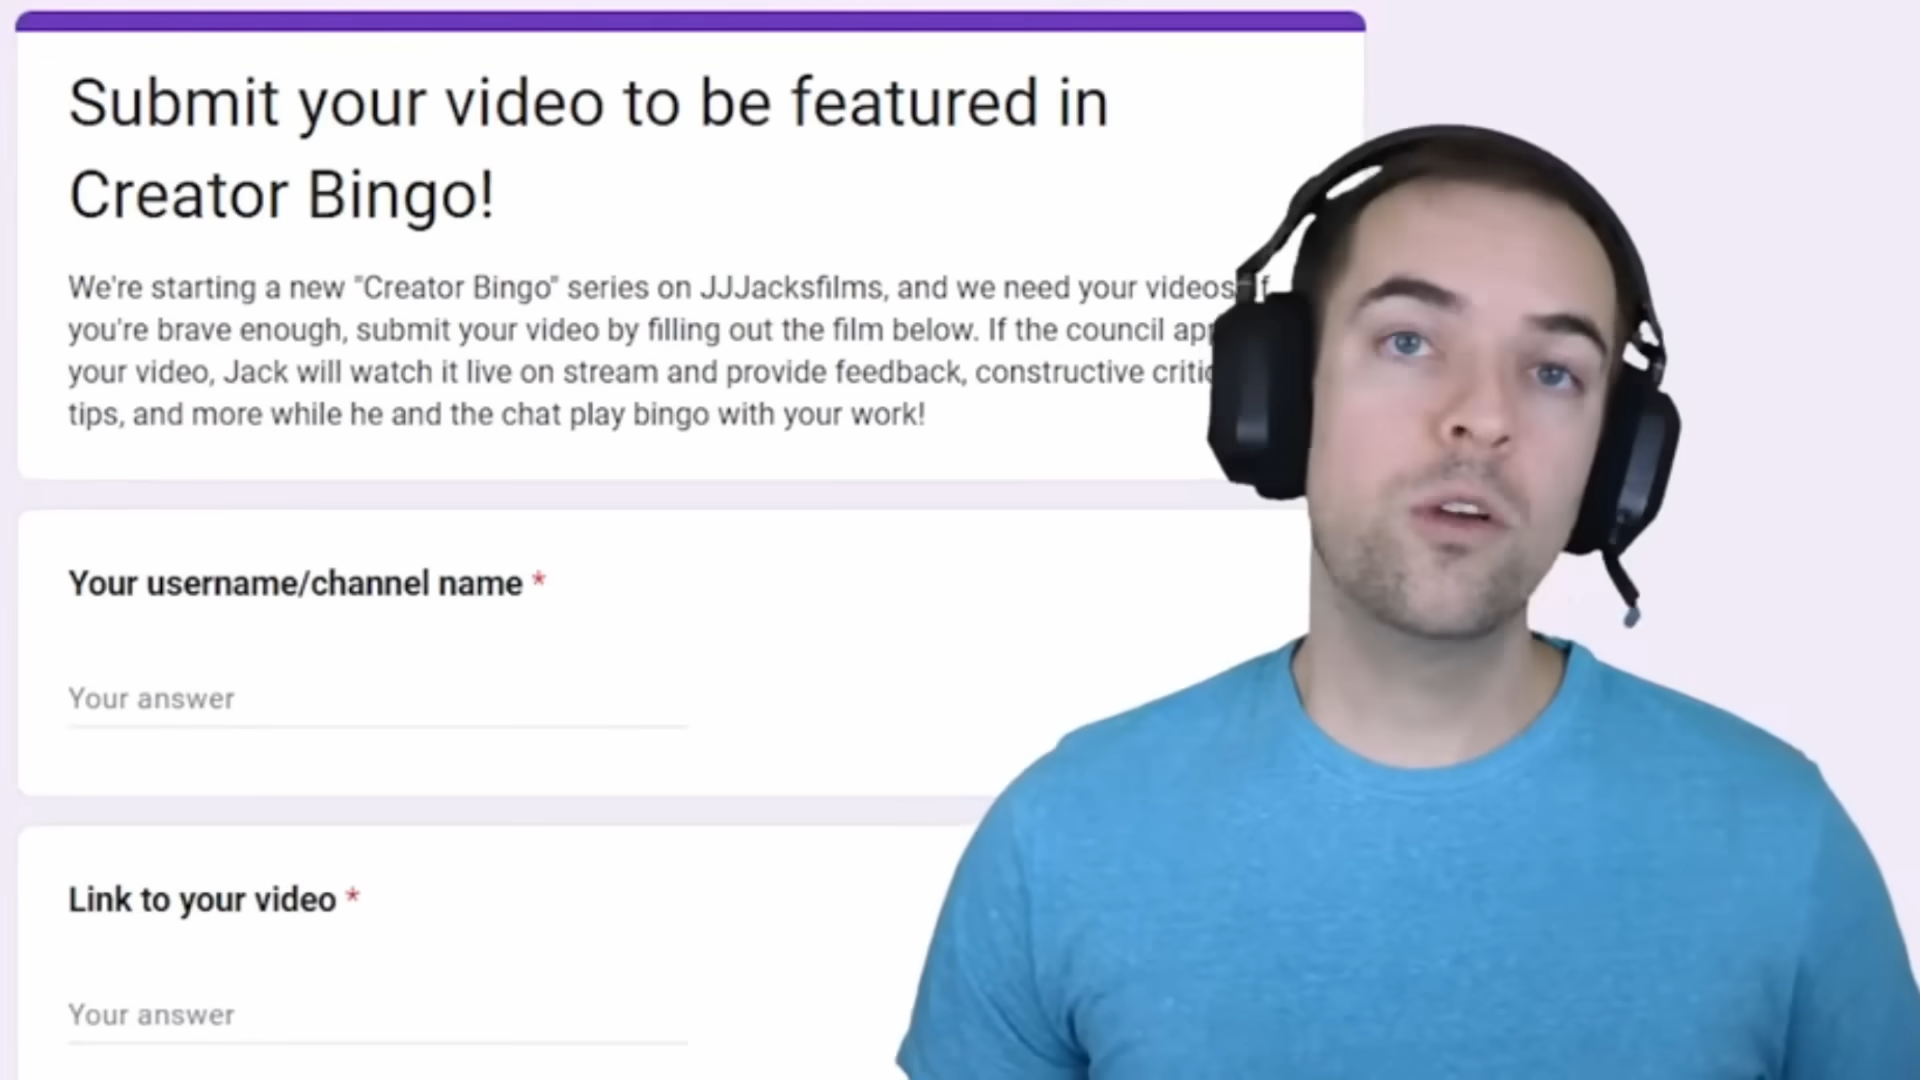 Submit your video to be featured in
Creator Bingo!
We're starting a new "Creator Bingo" series on JJJacksfilms, and we need your videos. If
you're brave enough, submit your video by filling out the film below. If the council
your video, Jack will watch it live on stream and provide feedback, constructive
tips, and more while he and the chat play bingo with your work!
Your username/channel name *
Your answer
Link to your video *
Your answer